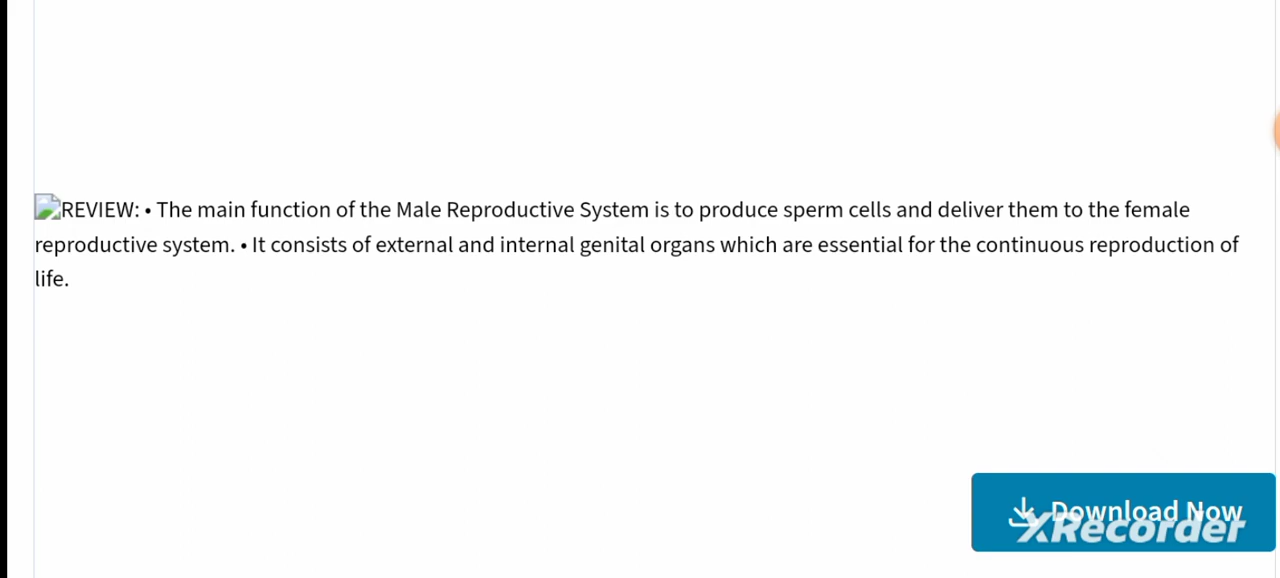 REVIEW: • The main function of the Male Reproductive System is to produce sperm cells and deliver them to the female
reproductive system. • It consists of external and internal genital organs which are essential for the continuous reproduction of
life.
Download Now
XRecorder